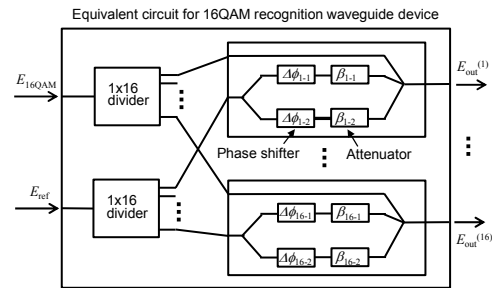 Equivalent circuit for 16QAM recognition waveguide device
E16QAM
1x16
divider
Δϕ1-1
β1-1
Eout(1)
Δϕ1-2
β1-2
Phase shifter
Attenuator
Eref
1x16
divider
Δϕ16-1
β16-1
Eout(16)
Δϕ16-2
β16-2